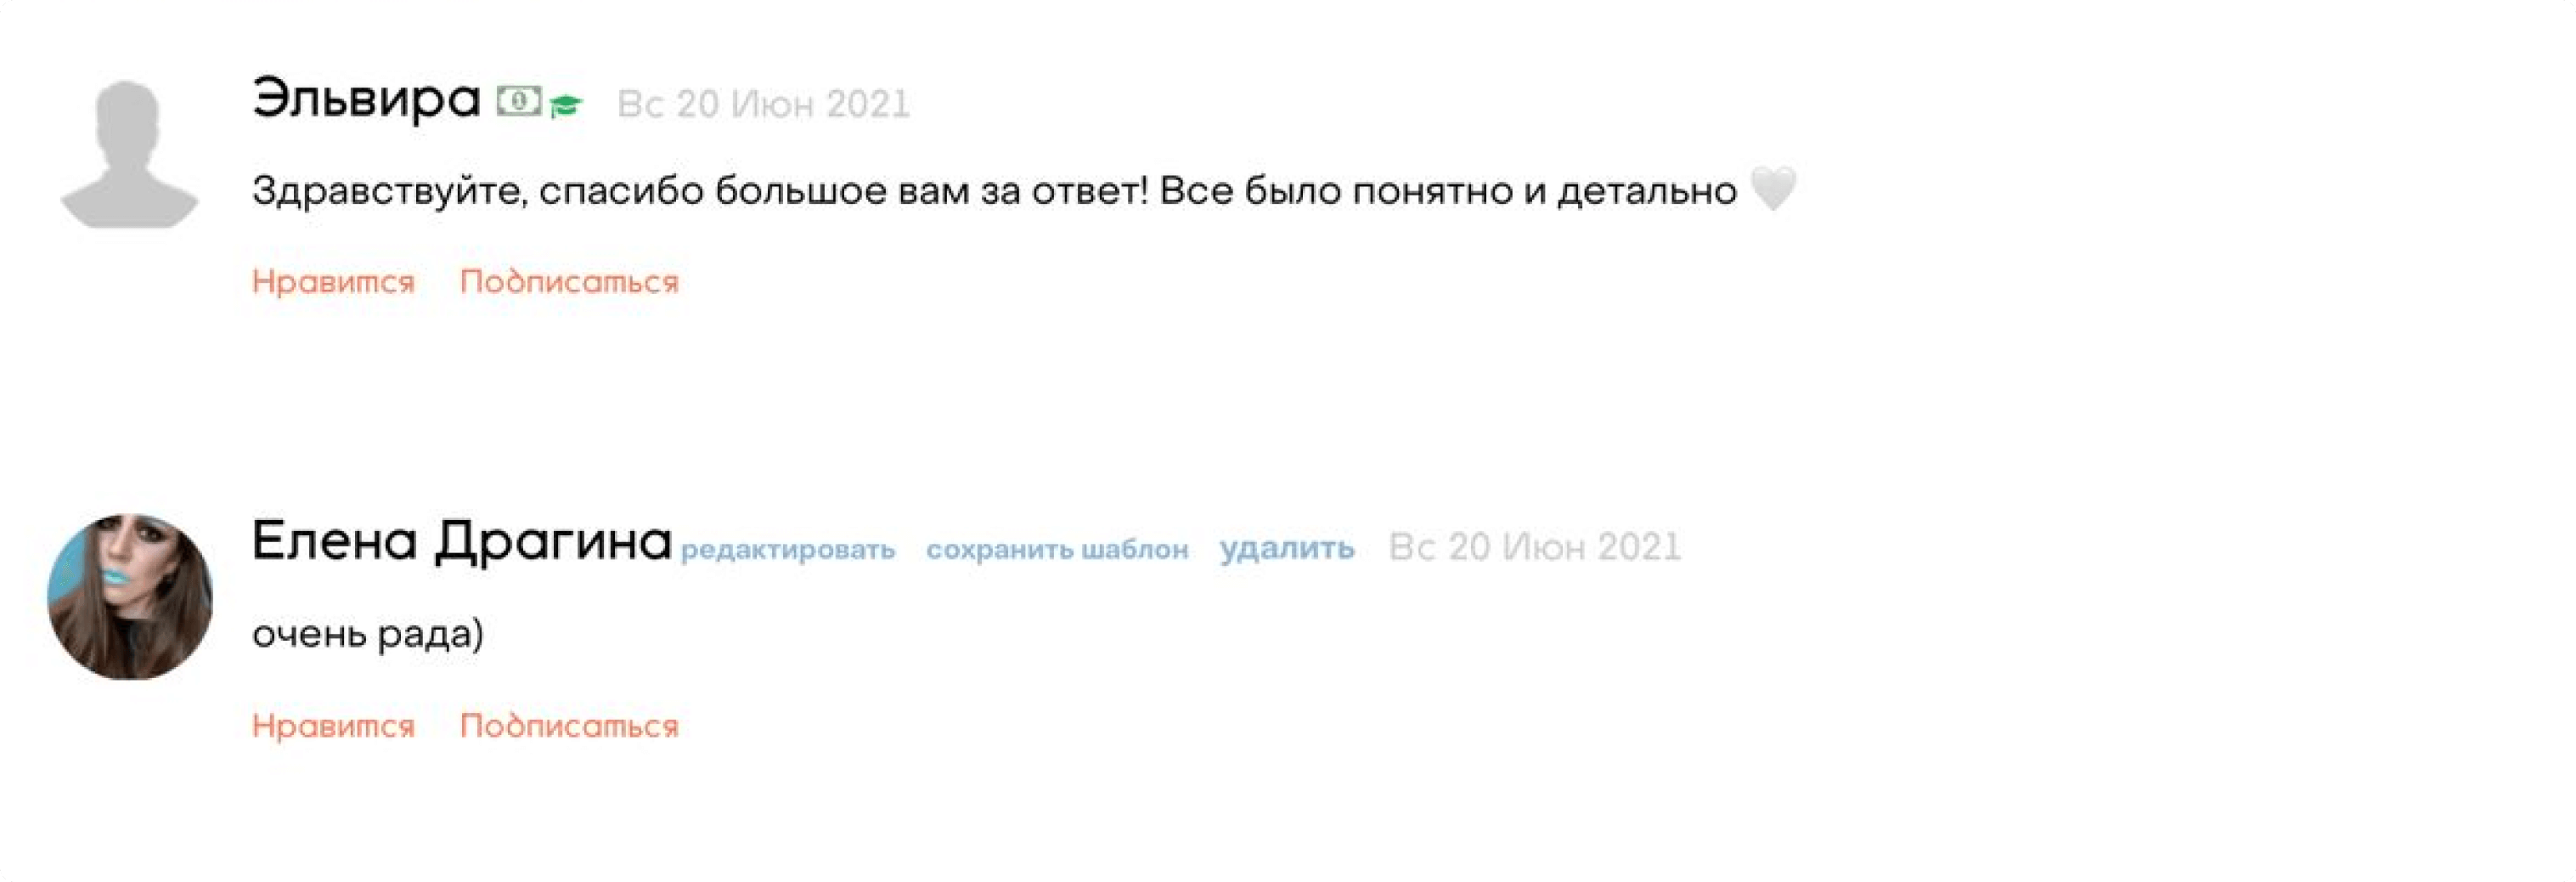 Эльвира Вс 20 Июн 2021
Здравствуйте, спасибо большое вам за ответ! Все было понятно и детально 🤍
Нравится Подписаться
Елена Драгина редактировать сохранить шаблон удалить Вс 20 Июн 2021
очень рада)
Нравится Подписаться